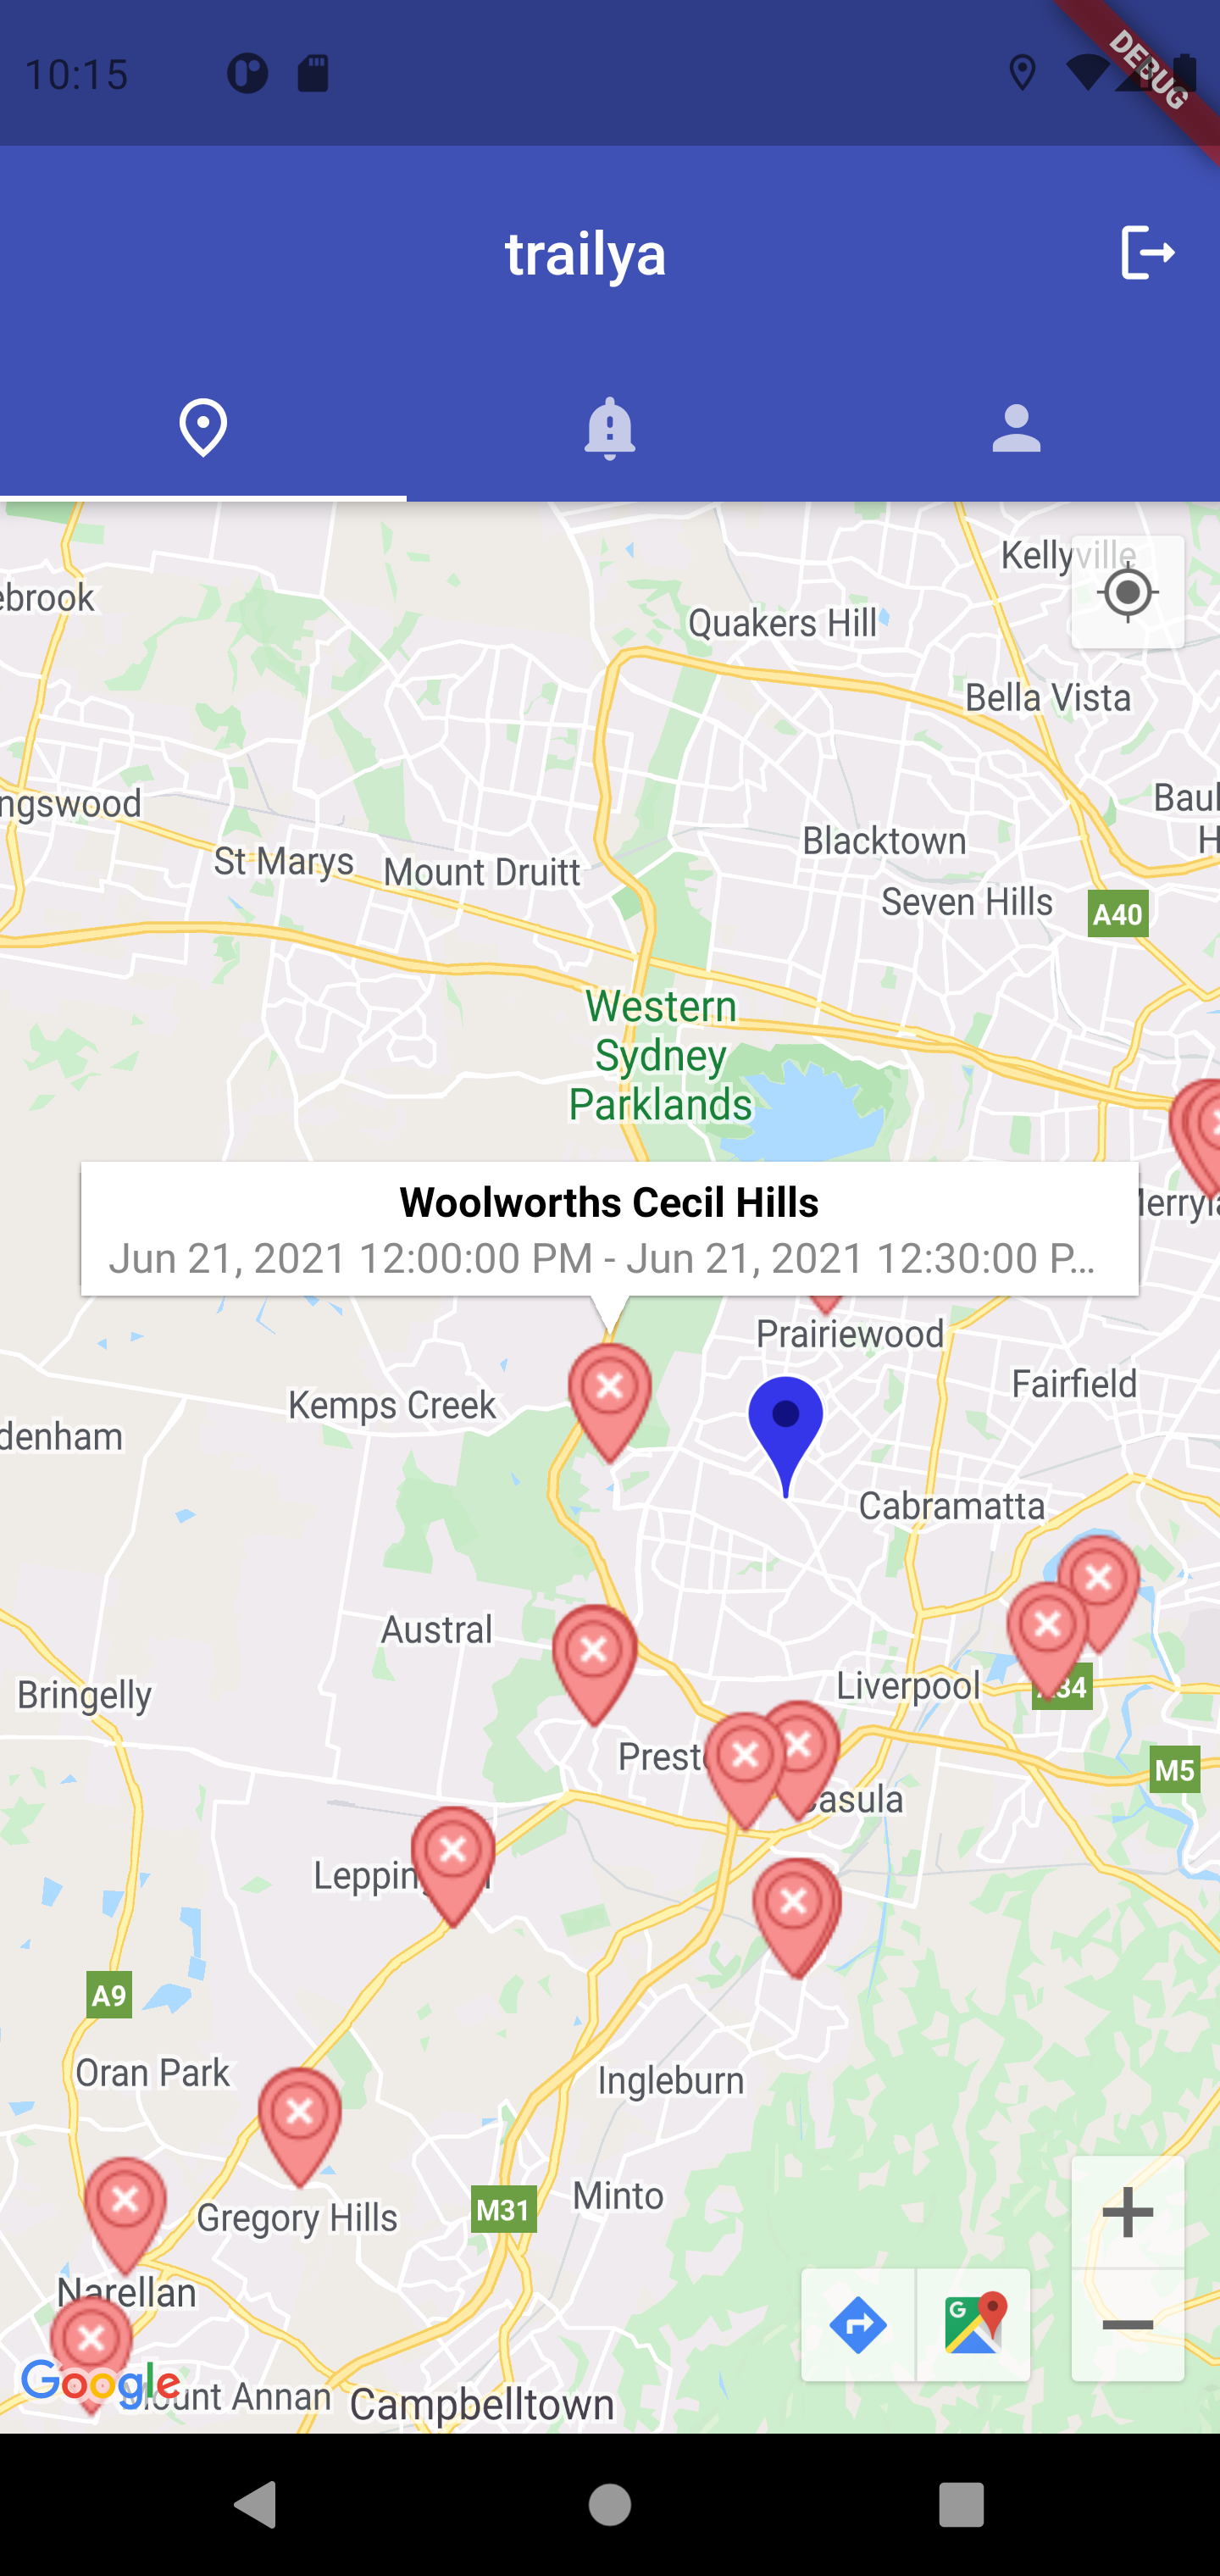 10:15
DEBUG
trailya
Kellyville
ebrook
Quakers Hill
Bella Vista
ngswood
Baul
H
Blacktown
St Marys
Mount Druitt
Seven Hills
A40
Western
Sydney
Parklands
Woolworths Cecil Hills
Jun 21, 2021 12:00:00 PM - Jun 21, 2021 12:30:00 P...
Merryla
Prairiewood
Fairfield
Kemps Creek
denham
Cabramatta
Austral
Liverpool
A34
Bringelly
Presto
M5
Casula
Lepping
A9
Oran Park
Ingleburn
Minto
M31
Gregory Hills
Narellan
Google
ount Annan
Campbelltown